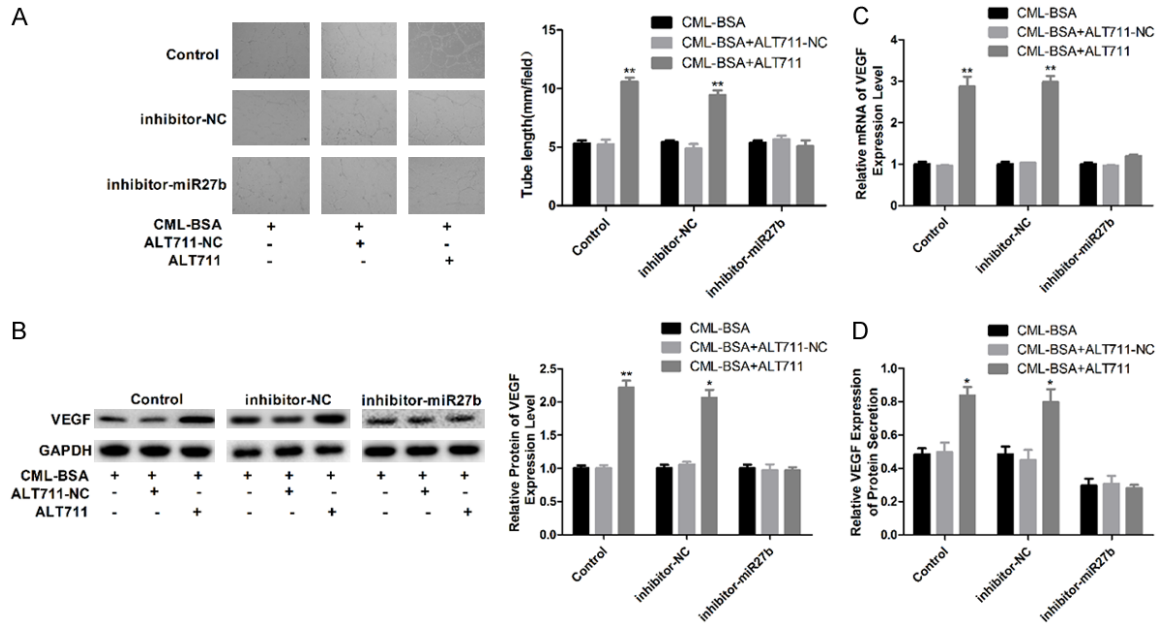 A
Control
inhibitor-NC
inhibitor-miR27b
CML-BSA + + +
ALT711-NC - + -
ALT711 - - +
CML-BSA
CML-BSA+ALT711-NC
CML-BSA+ALT711
Tube length(mm/field)
15
10
5
0
** **
Control
inhibitor-NC
inhibitor-miR27b
C
CML-BSA
CML-BSA+ALT711-NC
CML-BSA+ALT711
Relative mRNA of VEGF
Expression Level
4
3
2
1
0
** **
Control
inhibitor-NC
inhibitor-miR27b
B
Control inhibitor-NC inhibitor-miR27b
VEGF
GAPDH
CML-BSA + + + + + + + + +
ALT711-NC - + - - + - - + -
ALT711 - - + - - + - - +
CML-BSA
CML-BSA+ALT711-NC
CML-BSA+ALT711
Relative Protein of VEGF
Expression Level
2.5
2.0
1.5
1.0
0.5
0.0
** *
Control
inhibitor-NC
inhibitor-miR27b
D
CML-BSA
CML-BSA+ALT711-NC
CML-BSA+ALT711
Relative VEGF Expression
of Protein Secretion
1.0
0.8
0.6
0.4
0.2
0.0
* *
Control
inhibitor-NC
inhibitor-miR27b